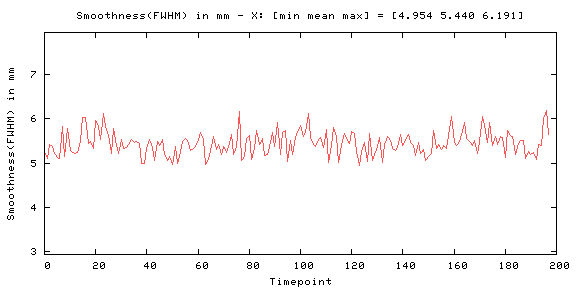 Smoothness(FWHM) in mm - X: [min mean max] = [4.954 5.440 6.191]
Smoothness(FWHM) in mm
7
6
5
4
3
0 20 40 60 80 100 120 140 160 180 200
Timepoint